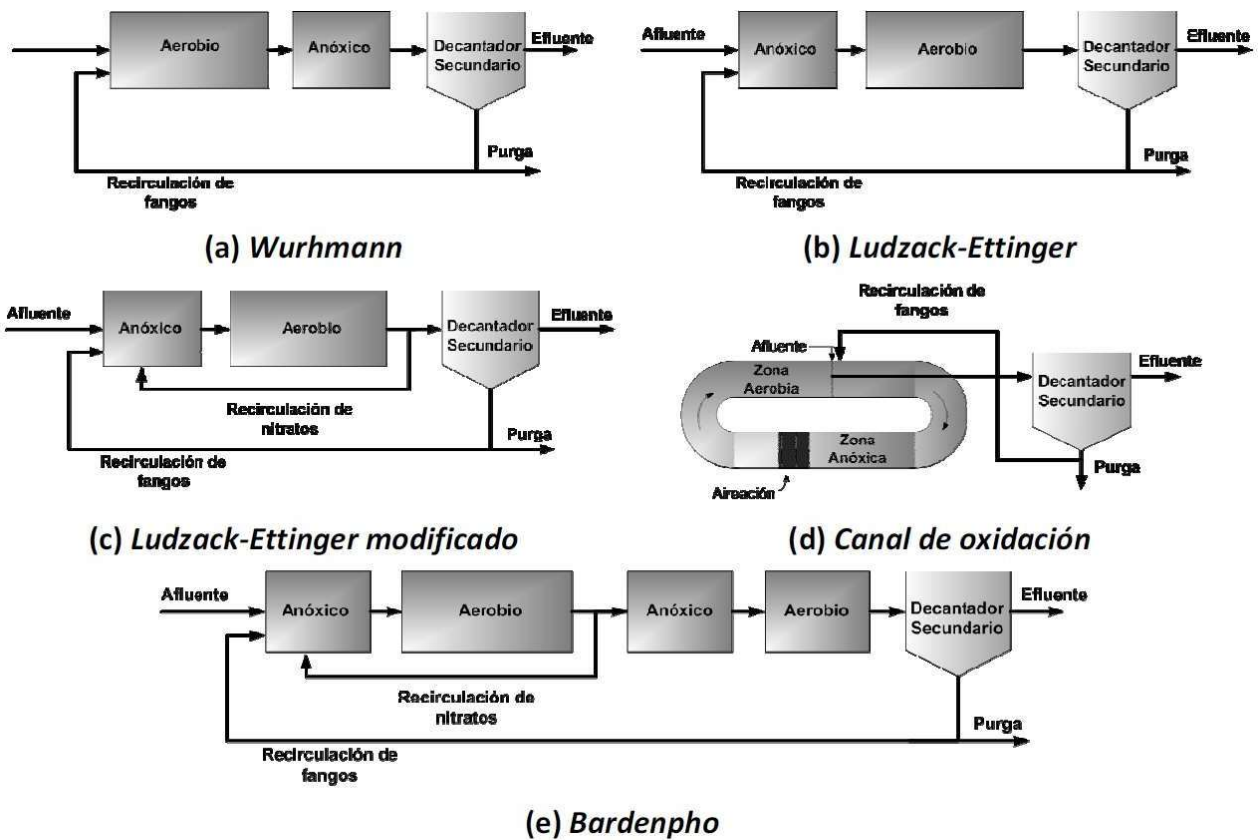 Aerobio
Anóxico
Decantador
Secundario
Efluente
Purga
Recirculación de
fangos
(a) Wurhmann
Afluente
Anóxico
Aerobio
Decantador
Secundario
Efluente
Purga
Recirculación de
fangos
(b) Ludzack-Ettinger
Afluente
Anóxico
Aerobio
Decantador
Secundario
Efluente
Recirculación de
nitratos
Purga
Recirculación de
fangos
(c) Ludzack-Ettinger modificado
Recirculación de
fangos
Afluente
Zona
Aerobia
Decantador
Secundario
Efluente
Zona
Anóxica
Aireación
Purga
(d) Canal de oxidación
Afluente
Anóxico
Aerobio
Anóxico
Aerobio
Decantador
Secundario
Efluente
Recirculación de
nitratos
Purga
Recirculación de
fangos
(e) Bardenpho